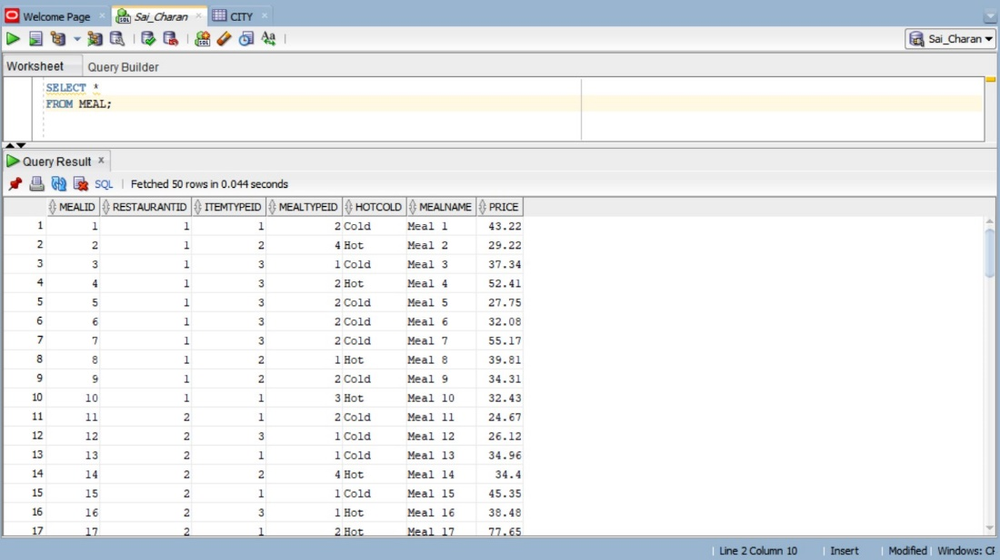 Welcome Page × Sai_Charan × CITY ×
SQL Aa Sai_Charan
Worksheet Query Builder
SELECT *
FROM MEAL;
Query Result ×
SQL Fetched 50 rows in 0.044 seconds
MEALID RESTAURANTID ITEMTYPEID MEALTYPEID HOTCOLD MEALNAME PRICE
1 1 1 1 2 Cold Meal 1 43.22
2 2 1 2 4 Hot Meal 2 29.22
3 3 1 3 1 Cold Meal 3 37.34
4 4 1 3 2 Hot Meal 4 52.41
5 5 1 3 2 Cold Meal 5 27.75
6 6 1 3 2 Cold Meal 6 32.08
7 7 1 3 2 Cold Meal 7 55.17
8 8 1 2 1 Hot Meal 8 39.81
9 9 1 2 2 Cold Meal 9 34.31
10 10 1 1 3 Hot Meal 10 32.43
11 11 2 1 2 Cold Meal 11 24.67
12 12 2 3 1 Cold Meal 12 26.12
13 13 2 1 1 Cold Meal 13 34.96
14 14 2 2 4 Hot Meal 14 34.4
15 15 2 1 1 Cold Meal 15 45.35
16 16 2 3 1 Hot Meal 16 38.48
17 17 2 1 2 Hot Meal 17 77.65
Line 2 Column 10 Insert Modified Windows: CF